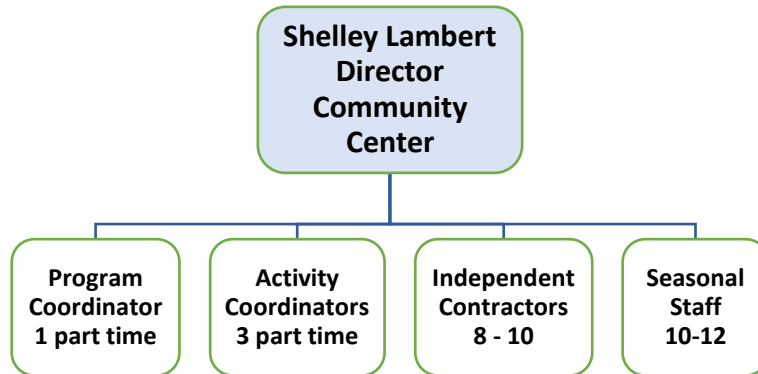 Shelley Lambert
Director
Community
Center
Program
Coordinator
1 part time
Activity
Coordinators
3 part time
Independent
Contractors
8 - 10
Seasonal
Staff
10-12